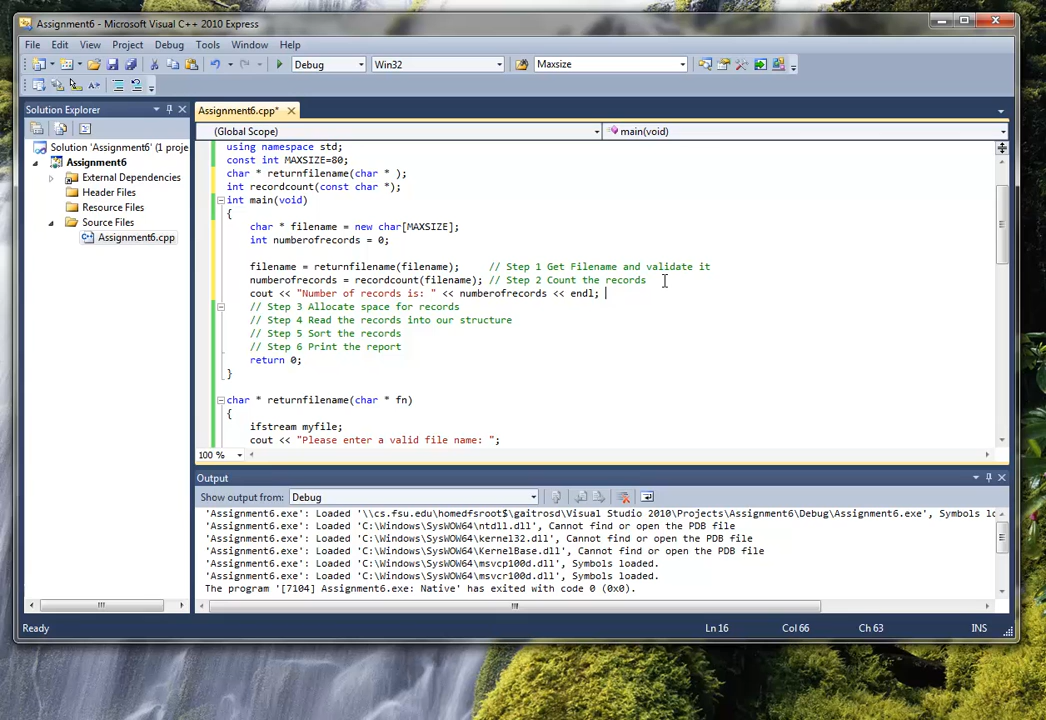 Assignment6 - Microsoft Visual C++ 2010 Express
File Edit View Project Debug Tools Window Help
Debug Win32 Maxsize
Solution Explorer
Assignment6.cpp*
(Global Scope) main(void)
Solution 'Assignment6' (1 proje
Assignment6
External Dependencies
Header Files
Resource Files
Source Files
Assignment6.cpp
using namespace std;
const int MAXSIZE=80;
char * returnfilename(char * );
int recordcount(const char *);
int main(void)
{
char * filename = new char[MAXSIZE];
int numberofrecords = 0;
filename = returnfilename(filename); // Step 1 Get Filename and validate it
numberofrecords = recordcount(filename); // Step 2 Count the records
cout << "Number of records is: " << numberofrecords << endl;
// Step 3 Allocate space for records
// Step 4 Read the records into our structure
// Step 5 Sort the records
// Step 6 Print the report
return 0;
}
char * returnfilename(char * fn)
{
ifstream myfile;
cout << "Please enter a valid file name: ";
100 %
Output
Show output from: Debug
'Assignment6.exe': Loaded '\\cs.fsu.edu\homedfsroot$\gaitrosd\Visual Studio 2010\Projects\Assignment6\Debug\Assignment6.exe', Symbols lo
'Assignment6.exe': Loaded 'C:\Windows\SysWOW64\ntdll.dll', Cannot find or open the PDB file
'Assignment6.exe': Loaded 'C:\Windows\SysWOW64\kernel32.dll', Cannot find or open the PDB file
'Assignment6.exe': Loaded 'C:\Windows\SysWOW64\KernelBase.dll', Cannot find or open the PDB file
'Assignment6.exe': Loaded 'C:\Windows\SysWOW64\msvcp100d.dll', Symbols loaded.
'Assignment6.exe': Loaded 'C:\Windows\SysWOW64\msvcr100d.dll', Symbols loaded.
The program '[7104] Assignment6.exe: Native' has exited with code 0 (0x0).
Ready Ln 16 Col 66 Ch 63 INS